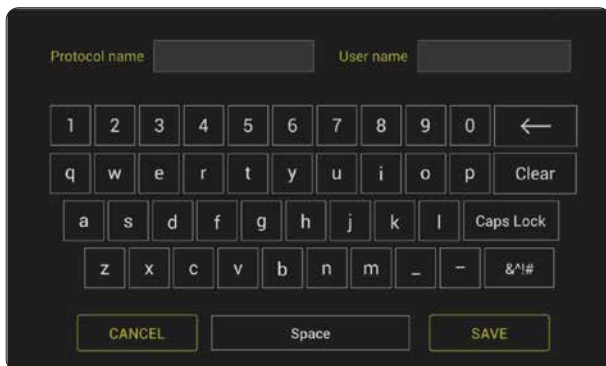 Protocol name User name
1 2 3 4 5 6 7 8 9 0 ←
q w e r t y u i o p Clear
a s d f g h j k l Caps Lock
z x c v b n m _ – &^!#
CANCEL Space SAVE